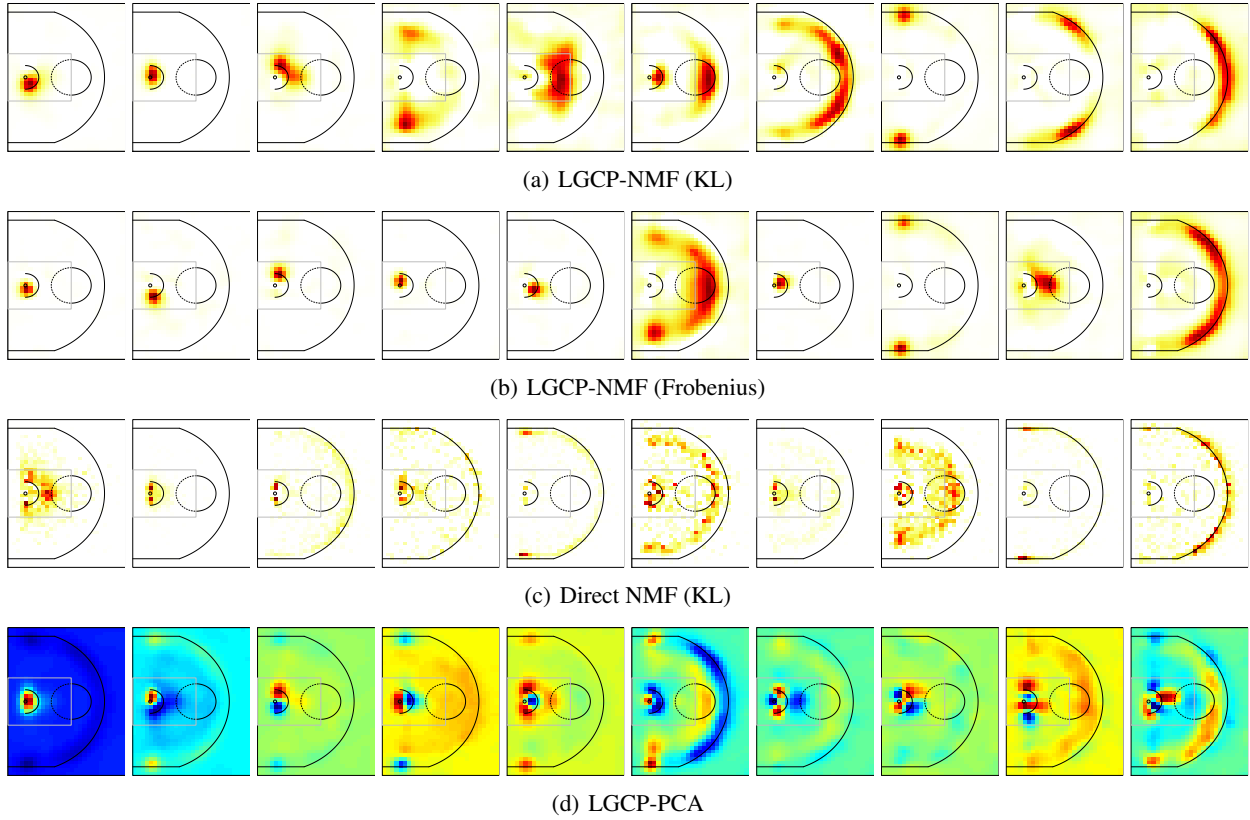 (a) LGCP-NMF (KL)
(b) LGCP-NMF (Frobenius)
(c) Direct NMF (KL)
(d) LGCP-PCA